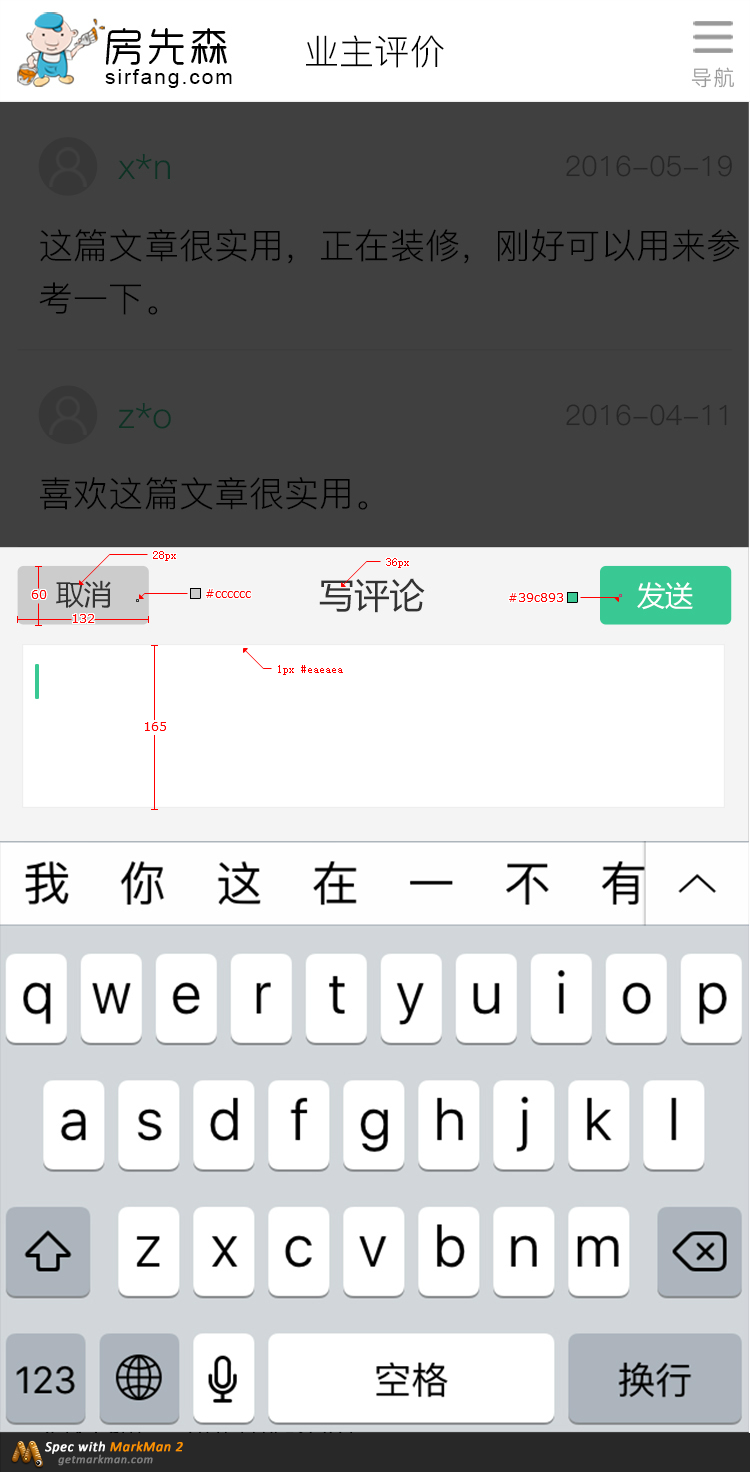 房先森
sirfang.com
业主评价
导航
x*n
2016-05-19
这篇文章很实用，正在装修，刚好可以用来参
考一下。
z*o
2016-04-11
喜欢这篇文章很实用。
28px
36px
60
取消
#cccccc
写评论
#39c893
发送
132
1px #eaeaea
165
我 你 这 在 一 不 有
q w e r t y u i o p
a s d f g h j k l
z x c v b n m
123
空格
换行
Spec with MarkMan 2
getmarkman.com